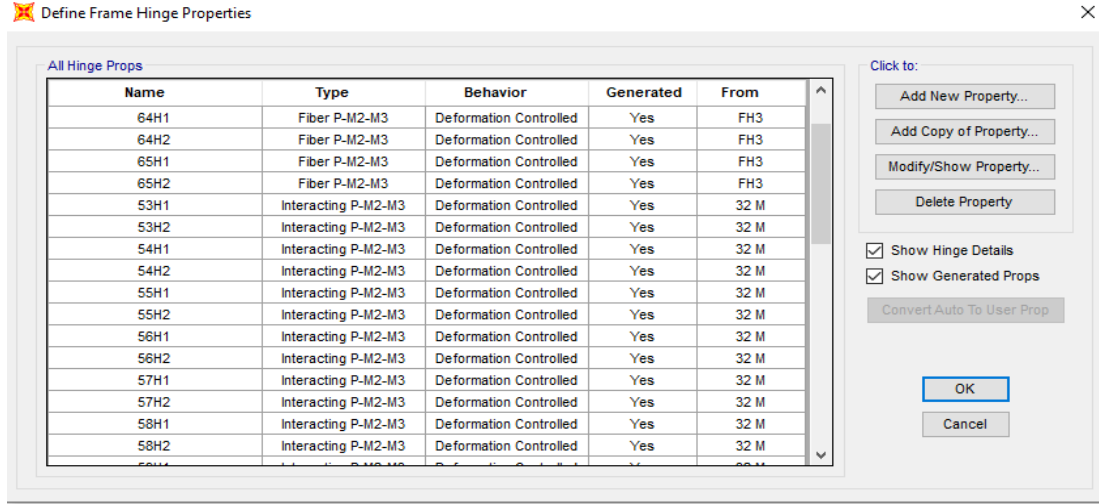 Define Frame Hinge Properties
All Hinge Props
Name Type Behavior Generated From
64H1 Fiber P-M2-M3 Deformation Controlled Yes FH3
64H2 Fiber P-M2-M3 Deformation Controlled Yes FH3
65H1 Fiber P-M2-M3 Deformation Controlled Yes FH3
65H2 Fiber P-M2-M3 Deformation Controlled Yes FH3
53H1 Interacting P-M2-M3 Deformation Controlled Yes 32 M
53H2 Interacting P-M2-M3 Deformation Controlled Yes 32 M
54H1 Interacting P-M2-M3 Deformation Controlled Yes 32 M
54H2 Interacting P-M2-M3 Deformation Controlled Yes 32 M
55H1 Interacting P-M2-M3 Deformation Controlled Yes 32 M
55H2 Interacting P-M2-M3 Deformation Controlled Yes 32 M
56H1 Interacting P-M2-M3 Deformation Controlled Yes 32 M
56H2 Interacting P-M2-M3 Deformation Controlled Yes 32 M
57H1 Interacting P-M2-M3 Deformation Controlled Yes 32 M
57H2 Interacting P-M2-M3 Deformation Controlled Yes 32 M
58H1 Interacting P-M2-M3 Deformation Controlled Yes 32 M
58H2 Interacting P-M2-M3 Deformation Controlled Yes 32 M
Click to:
Add New Property...
Add Copy of Property...
Modify/Show Property...
Delete Property
Show Hinge Details
Show Generated Props
Convert Auto To User Prop
OK
Cancel